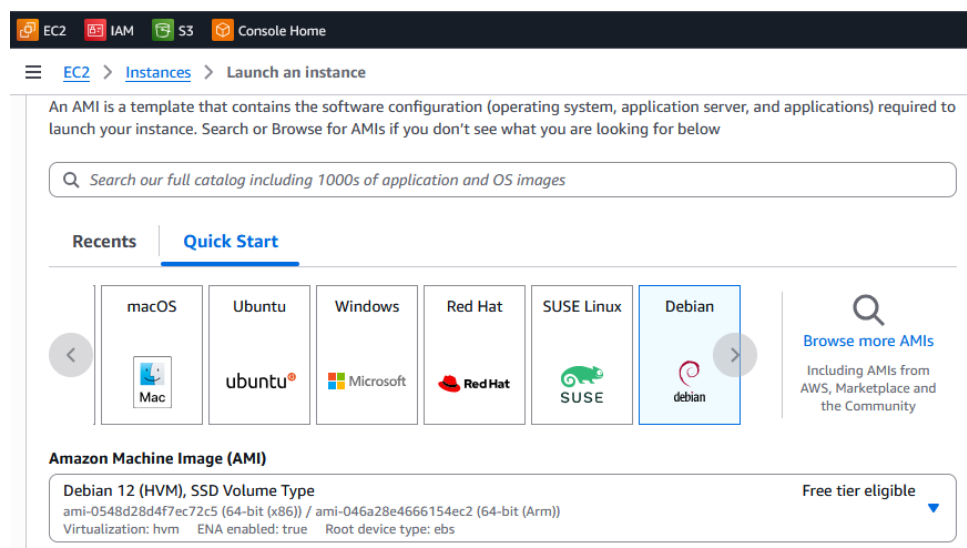 EC2 IAM S3 Console Home
EC2 > Instances > Launch an instance
An AMI is a template that contains the software configuration (operating system, application server, and applications) required to
launch your instance. Search or Browse for AMIs if you don’t see what you are looking for below
Search our full catalog including 1000s of application and OS images
Recents Quick Start
macOS Ubuntu Windows Red Hat SUSE Linux Debian
Mac ubuntu Microsoft Red Hat SUSE debian
Browse more AMIs
Including AMIs from
AWS, Marketplace and
the Community
Amazon Machine Image (AMI)
Debian 12 (HVM), SSD Volume Type Free tier eligible
ami-0548d28d4f7ec72c5 (64-bit (x86)) / ami-046a28e4666154ec2 (64-bit (Arm))
Virtualization: hvm ENA enabled: true Root device type: ebs